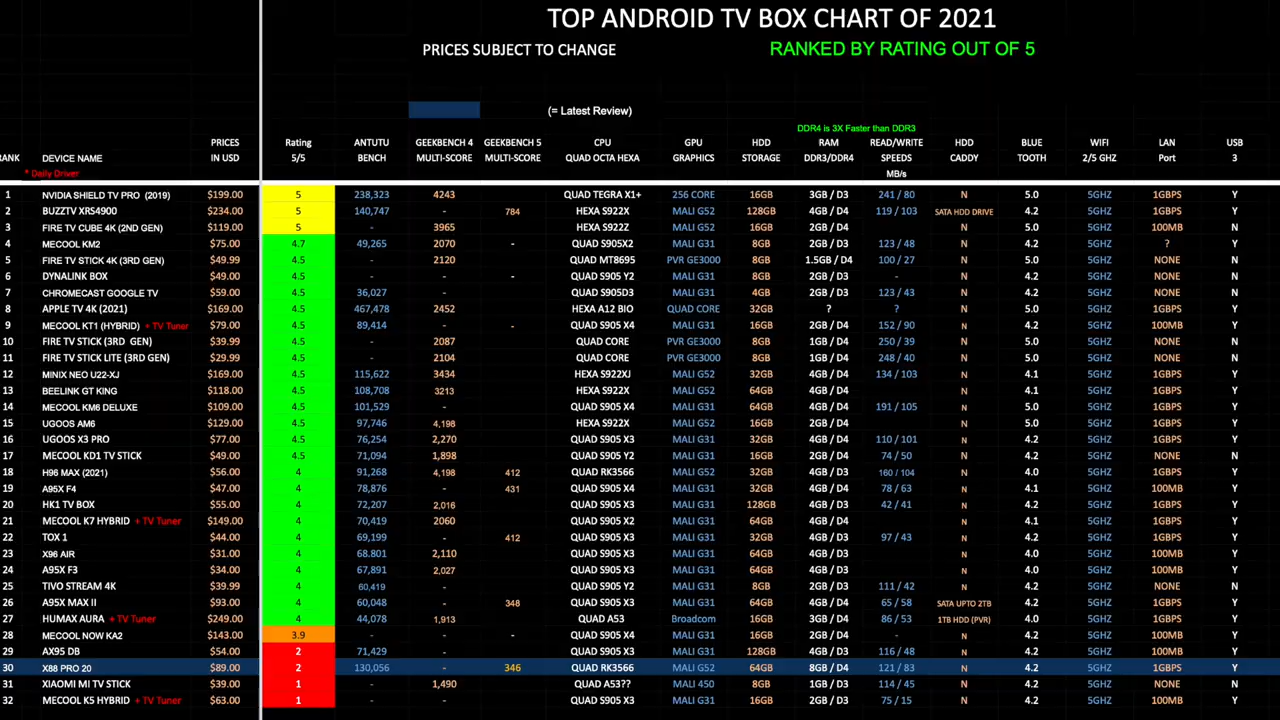 TOP ANDROID TV BOX CHART OF 2021
PRICES SUBJECT TO CHANGE RANKED BY RATING OUT OF 5
(= Latest Review)
DDR4 is 3X Faster than DDR3
PRICES Rating ANTUTU GEEKBENCH 4 GEEKBENCH 5 CPU GPU HDD RAM READ/WRITE HDD BLUE WIFI LAN USB
RANK DEVICE NAME IN USD 5/5 BENCH MULTI-SCORE MULTI-SCORE QUAD OCTA HEXA GRAPHICS STORAGE DDR3/DDR4 SPEEDS CADDY TOOTH 2/5 GHZ Port 3
* Daily Driver MB/s
1 NVIDIA SHIELD TV PRO (2019) $199.00 5 238,323 4243 QUAD TEGRA X1+ 256 CORE 16GB 3GB / D3 241 / 80 N 5.0 5GHZ 1GBPS Y
2 BUZZTV XRS4900 $234.00 5 140,747 784 HEXA S922X MALI G52 128GB 4GB / D4 119 / 103 SATA HDD DRIVE 4.2 5GHZ 1GBPS Y
3 FIRE TV CUBE 4K (2ND GEN) $119.00 5 - 3965 HEXA S922Z MALI G52 16GB 2GB / D4 N 5.0 5GHZ 100MB N
4 MECOOL KM2 $75.00 4.7 49,265 2070 - QUAD S905X2 MALI G31 8GB 2GB / D4 123 / 48 N 4.2 5GHZ ? Y
5 FIRE TV STICK 4K (3RD GEN) $49.99 4.5 - 2120 QUAD MT8695 PVR GE3000 8GB 1.5GB / D4 100 / 27 N 5.0 5GHZ NONE N
6 DYNALINK BOX $49.00 4.5 - - - QUAD S905 Y2 MALI G31 8GB 2GB / D3 - N 4.2 5GHZ NONE N
7 CHROMECAST GOOGLE TV $59.00 4.5 36,027 - QUAD S905D3 MALI G31 4GB 2GB / D3 123 / 43 N 4.2 5GHZ NONE N
8 APPLE TV 4K (2021) $169.00 4.5 467,478 2452 HEXA A12 BIO QUAD CORE 32GB ? ? N 5.0 5GHZ 1GBPS N
9 MECOOL KT1 (HYBRID) + TV Tuner $79.00 4.5 89,414 - - QUAD S905 X4 MALI G31 16GB 2GB / D4 152 / 90 N 4.2 5GHZ 100MB Y
10 FIRE TV STICK (3RD GEN) $39.99 4.5 - 2087 QUAD CORE PVR GE3000 8GB 1GB / D4 250 / 39 N 5.0 5GHZ NONE N
11 FIRE TV STICK LITE (3RD GEN) $29.99 4.5 - 2104 QUAD CORE PVR GE3000 8GB 1GB / D4 248 / 40 N 5.0 5GHZ NONE N
12 MINIX NEO U22-XJ $169.00 4.5 115,622 3434 HEXA S922XJ MALI G52 32GB 4GB / D4 134 / 103 N 4.1 5GHZ 1GBPS Y
13 BEELINK GT KING $118.00 4.5 108,708 3213 HEXA S922X MALI G52 64GB 4GB / D4 N 4.1 5GHZ 1GBPS Y
14 MECOOL KM6 DELUXE $109.00 4.5 101,529 - QUAD S905 X4 MALI G31 64GB 4GB / D4 191 / 105 N 5.0 5GHZ 1GBPS Y
15 UGOOS AM6 $129.00 4.5 97,746 4,198 HEXA S922X MALI G52 16GB 2GB / D4 N 5.0 5GHZ 1GBPS Y
16 UGOOS X3 PRO $77.00 4.5 76,254 2,270 QUAD S905 X3 MALI G31 32GB 4GB / D4 110 / 101 N 4.2 5GHZ 1GBPS Y
17 MECOOL KD1 TV STICK $49.00 4.5 71,094 1,898 QUAD S905 Y2 MALI G31 16GB 2GB / D4 74 / 50 N 4.2 5GHZ NONE N
18 H96 MAX (2021) $56.00 4 91,268 4,198 412 QUAD RK3566 MALI G52 32GB 4GB / D3 160 / 104 N 4.0 5GHZ 1GBPS Y
19 A95X F4 $47.00 4 78,876 - 431 QUAD S905 X4 MALI G31 32GB 4GB / D3 78 / 63 N 4.1 5GHZ 100MB Y
20 HK1 TV BOX $55.00 4 72,207 2,016 QUAD S905 X3 MALI G31 128GB 4GB / D3 42 / 41 N 4.0 5GHZ 1GBPS Y
21 MECOOL K7 HYBRID + TV Tuner $149.00 4 70,419 2060 QUAD S905 X2 MALI G31 64GB 4GB / D4 N 4.1 5GHZ 1GBPS Y
22 TOX 1 $44.00 4 69,199 - 412 QUAD S905 X3 MALI G31 32GB 4GB / D3 97 / 43 N 4.2 5GHZ 1GBPS Y
23 X96 AIR $31.00 4 68.801 2,110 QUAD S905 X3 MALI G31 64GB 4GB / D3 N 4.0 5GHZ 100MB Y
24 A95X F3 $34.00 4 67,891 2,027 QUAD S905 X3 MALI G31 64GB 4GB / D3 N 4.0 5GHZ 100MB Y
25 TIVO STREAM 4K $39.99 4 60,419 - QUAD S905 Y2 MALI G31 8GB 2GB / D3 111 / 42 N 4.2 5GHZ NONE N
26 A95X MAX II $93.00 4 60,048 - 348 QUAD S905 X3 MALI G31 64GB 4GB / D4 65 / 58 SATA UPTO 2TB 4.2 5GHZ 1GBPS Y
27 HUMAX AURA + TV Tuner $249.00 4 44,078 1,913 QUAD A53 Broadcom 16GB 2GB / D4 86 / 53 1TB HDD (PVR) 4.0 5GHZ 1GBPS Y
28 MECOOL NOW KA2 $143.00 3.9 - - - QUAD S905 X4 MALI G31 16GB 2GB / D4 - N 4.2 5GHZ 100MB Y
29 AX95 DB $54.00 2 71,429 - QUAD S905 X3 MALI G31 128GB 4GB / D3 116 / 48 N 4.2 5GHZ 100MB Y
30 X88 PRO 20 $89.00 2 130,056 - 346 QUAD RK3566 MALI G52 64GB 8GB / D4 121 / 83 N 4.2 5GHZ 1GBPS Y
31 XIAOMI MI TV STICK $39.00 1 - 1,490 QUAD A53?? MALI 450 8GB 1GB / D3 114 / 45 N 4.2 5GHZ NONE N
32 MECOOL K5 HYBRID + TV Tuner $63.00 1 - - QUAD S905 X3 MALI G31 16GB 2GB / D3 75 / 15 N 4.2 5GHZ 100MB Y